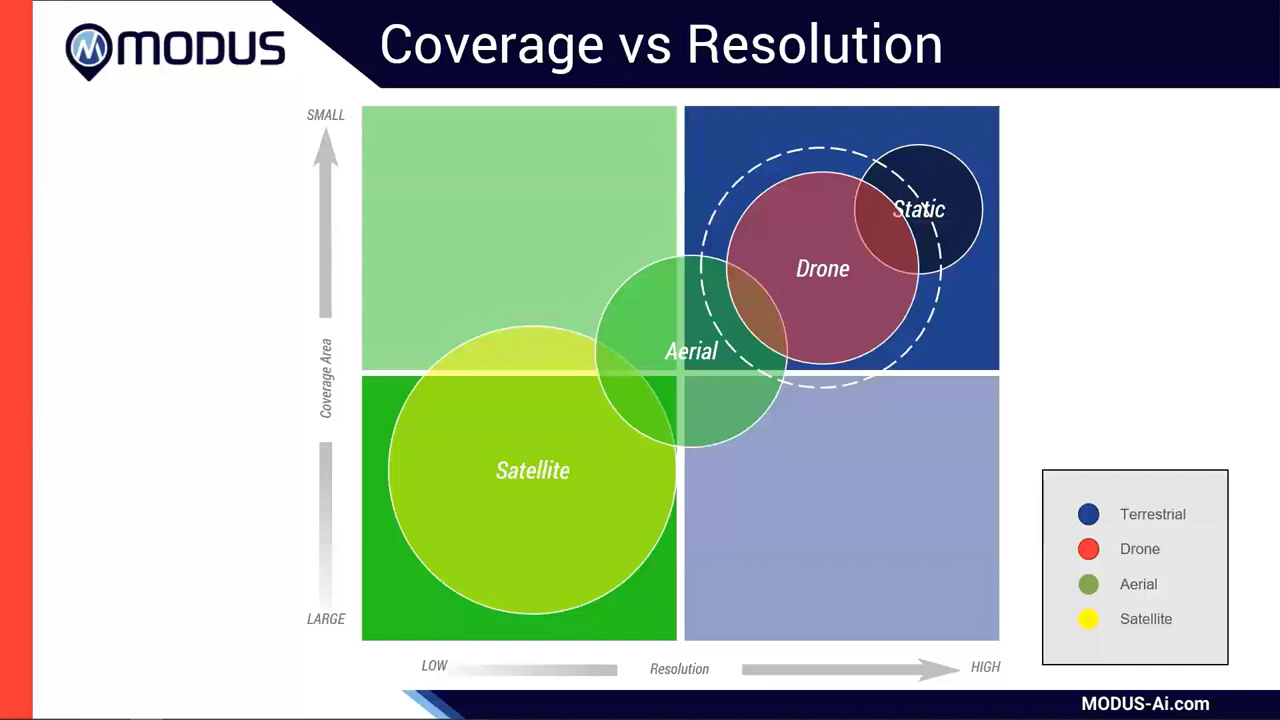 MODUS
Coverage vs Resolution
SMALL
Coverage Area
LARGE
Static
Drone
Aerial
Satellite
LOW
Resolution
HIGH
Terrestrial
Drone
Aerial
Satellite
MODUS-Ai.com